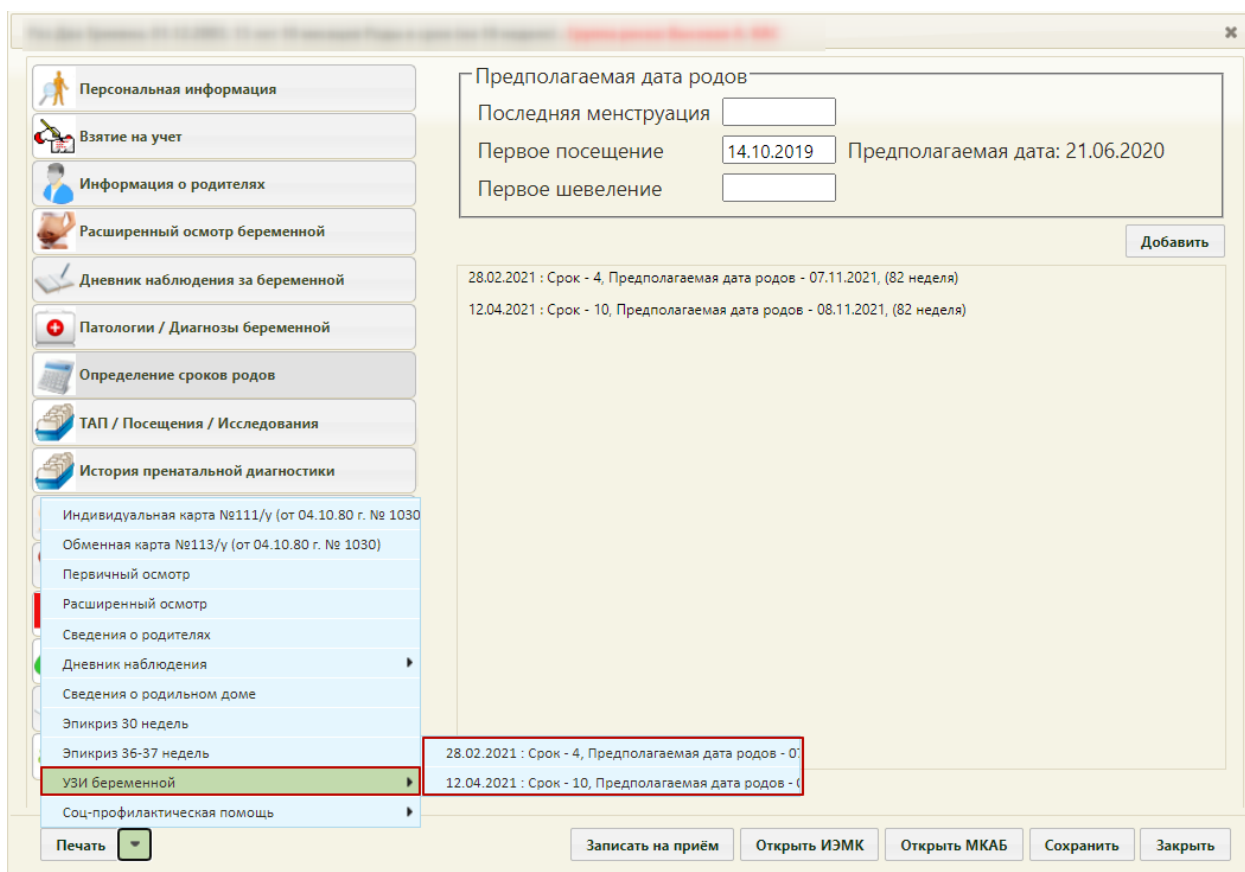 Персональная информация
Взятие на учет
Информация о родителях
Расширенный осмотр беременной
Дневник наблюдения за беременной
Патологии / Диагнозы беременной
Определение сроков родов
ТАП / Посещения / Исследования
История пренатальной диагностики
Предполагаемая дата родов
Последняя менструация
Первое посещение 14.10.2019 Предполагаемая дата: 21.06.2020
Первое шевеление
Добавить
28.02.2021 : Срок - 4, Предполагаемая дата родов - 07.11.2021, (82 неделя)
12.04.2021 : Срок - 10, Предполагаемая дата родов - 08.11.2021, (82 неделя)
Индивидуальная карта №111/у (от 04.10.80 г. № 1030
Обменная карта №113/у (от 04.10.80 г. № 1030)
Первичный осмотр
Расширенный осмотр
Сведения о родителях
Дневник наблюдения
Сведения о родильном доме
Эпикриз 30 недель
Эпикриз 36-37 недель
УЗИ беременной
Соц-профилактическая помощь
28.02.2021 : Срок - 4, Предполагаемая дата родов - 07
12.04.2021 : Срок - 10, Предполагаемая дата родов - 0
Печать
Записать на приём
Открыть ИЭМК
Открыть МКАБ
Сохранить
Закрыть